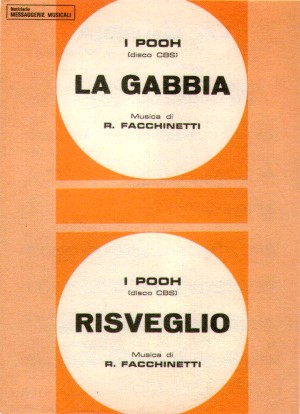 Notiziario
MESSAGGERIE MUSICALI
I POOH
(disco CBS)
LA GABBIA
Musica di
R. FACCHINETTI
I POOH
(disco CBS)
RISVEGLIO
Musica di
R. FACCHINETTI